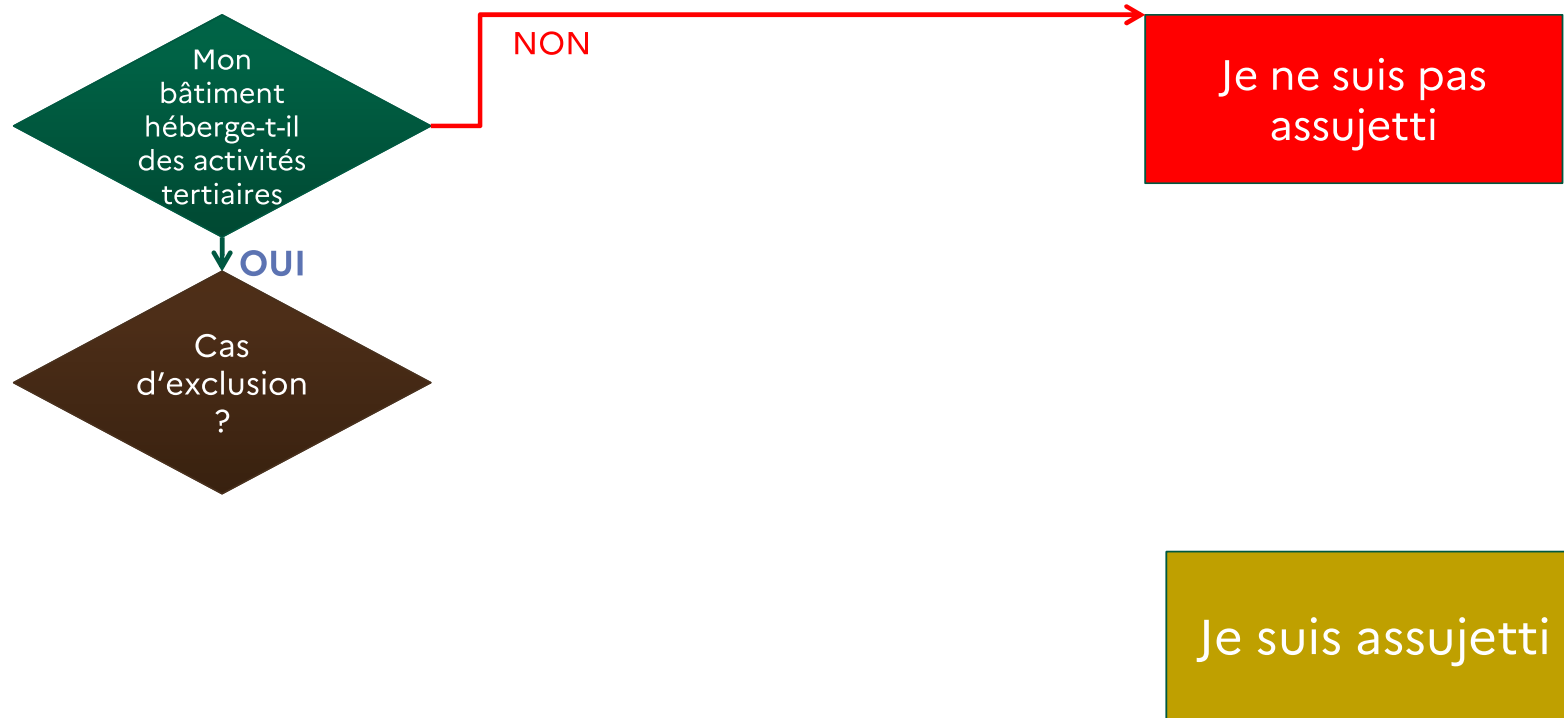 Mon
bâtiment
héberge-t-il
des activités
tertiaires
NON
Je ne suis pas
assujetti
OUI
Cas
d’exclusion
?
Je suis assujetti